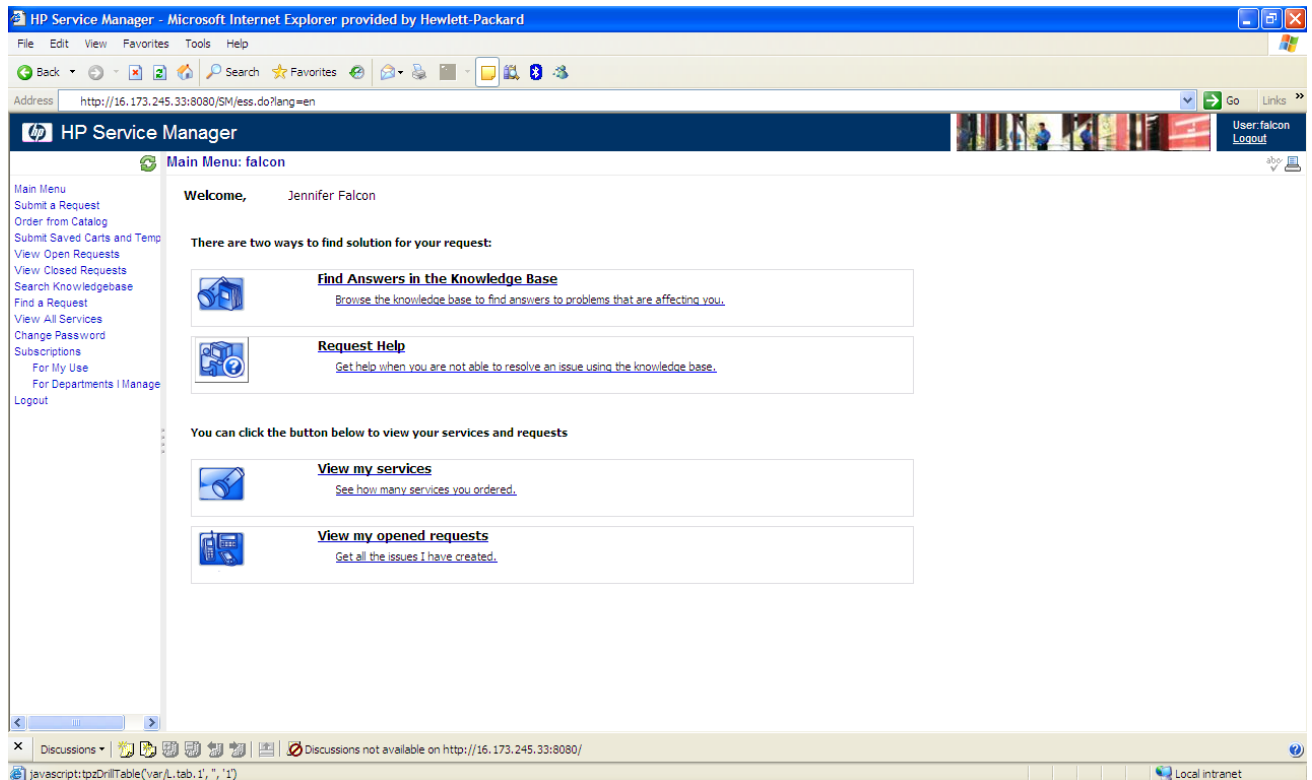 HP Service Manager - Microsoft Internet Explorer provided by Hewlett-Packard
File Edit View Favorites Tools Help
Back Search Favorites
Address http://16.173.245.33:8080/SM/ess.do?lang=en Go Links »
hp HP Service Manager
User:falcon
Logout
Main Menu: falcon
abc
Main Menu
Submit a Request
Order from Catalog
Submit Saved Carts and Temp
View Open Requests
View Closed Requests
Search Knowledgebase
Find a Request
View All Services
Change Password
Subscriptions
For My Use
For Departments I Manage
Logout
Welcome, Jennifer Falcon
There are two ways to find solution for your request:
Find Answers in the Knowledge Base
Browse the knowledge base to find answers to problems that are affecting you.
Request Help
Get help when you are not able to resolve an issue using the knowledge base.
You can click the button below to view your services and requests
View my services
See how many services you ordered.
View my opened requests
Get all the issues I have created.
Discussions Discussions not available on http://16.173.245.33:8080/
javascript:tpzDrillTable('var/L.tab.1', '', '1') Local intranet